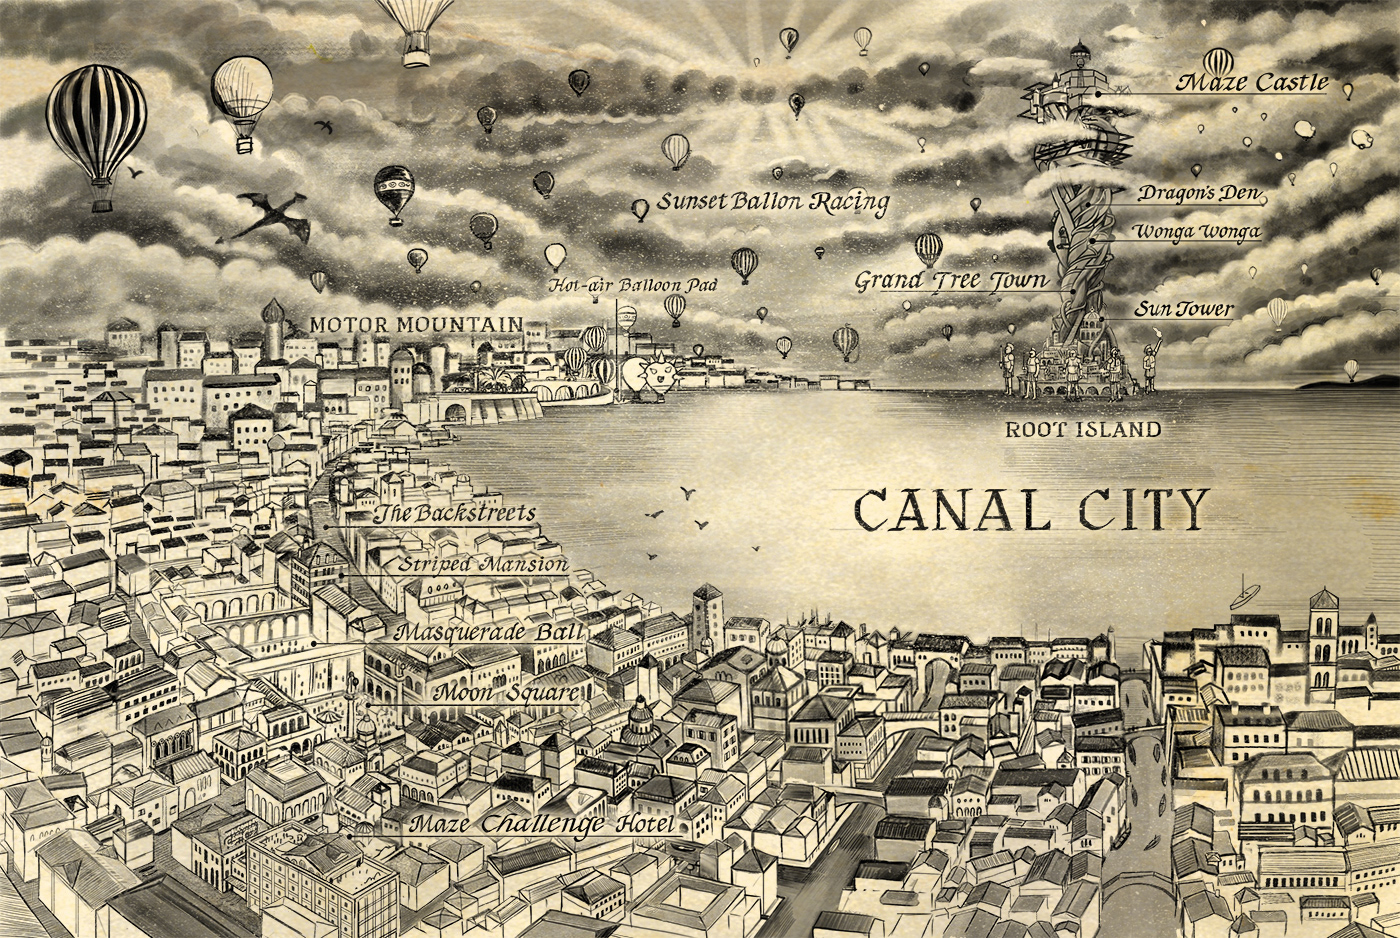 Maze Castle
Dragon's Den
Sunset Ballon Racing
Wonga Wonga
Grand Tree Town
Hot-air Balloon Pad
Sun Tower
MOTOR MOUNTAIN
ROOT ISLAND
CANAL CITY
The Backstreets
Striped Mansion
Masquerade Ball
Moon Square
Maze Challenge Hotel